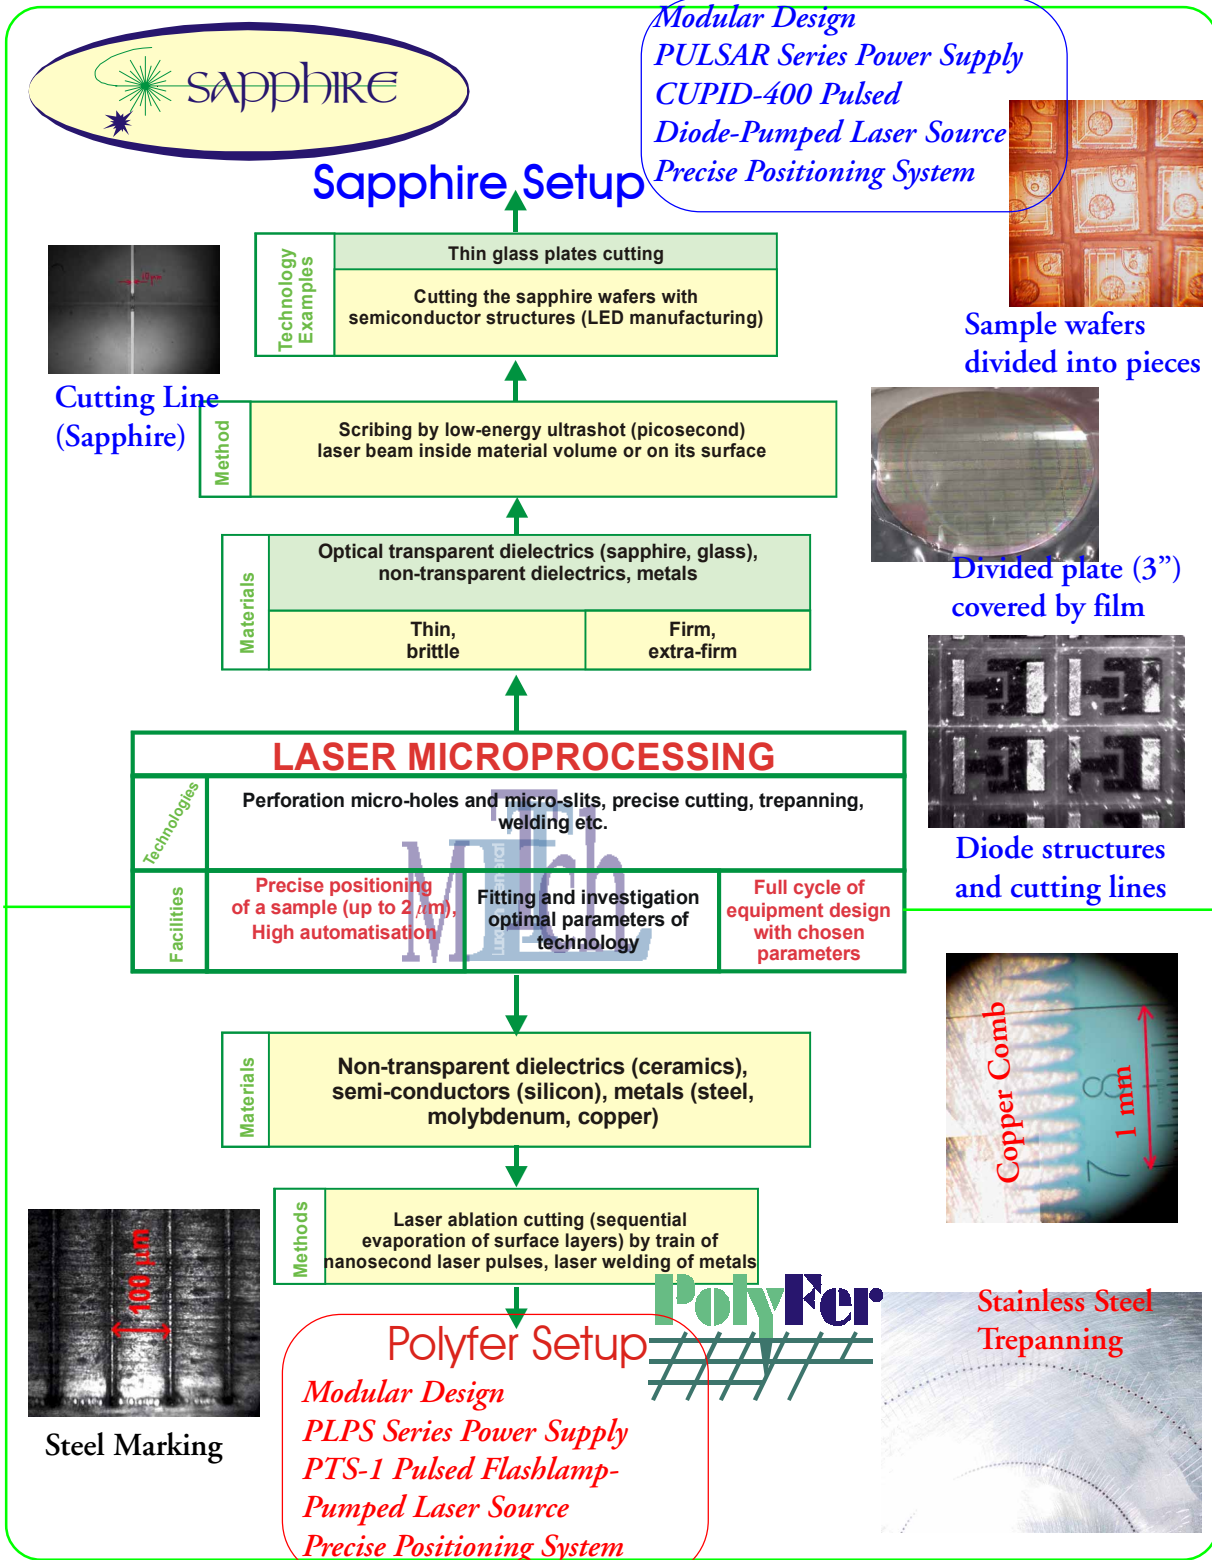 SAPPHIRE
Modular Design
PULSAR Series Power Supply
CUPID-400 Pulsed
Diode-Pumped Laser Source
Precise Positioning System
Sapphire Setup
Technology
Examples
Thin glass plates cutting
Cutting the sapphire wafers with
semiconductor structures (LED manufacturing)
10 μm
Cutting Line
(Sapphire)
Sample wafers
divided into pieces
Method
Scribing by low-energy ultrashot (picosecond)
laser beam inside material volume or on its surface
Divided plate (3”)
covered by film
Materials
Optical transparent dielectrics (sapphire, glass),
non-transparent dielectrics, metals
Thin,
brittle
Firm,
extra-firm
Diode structures
and cutting lines
LASER MICROPROCESSING
Technologies
Perforation micro-holes and micro-slits, precise cutting, trepanning,
welding etc.
Facilities
Precise positioning
of a sample (up to 2 μm),
High automatisation
Fitting and investigation
optimal parameters of
technology
Full cycle of
equipment design
with chosen
parameters
Materials
Non-transparent dielectrics (ceramics),
semi-conductors (silicon), metals (steel,
molybdenum, copper)
Copper Comb
8
7
1 mm
Methods
Laser ablation cutting (sequential
evaporation of surface layers) by train of
nanosecond laser pulses, laser welding of metals
100 μm
Steel Marking
PolyFer
Stainless Steel
Trepanning
Polyfer Setup
Modular Design
PLPS Series Power Supply
PTS-1 Pulsed Flashlamp-
Pumped Laser Source
Precise Positioning System